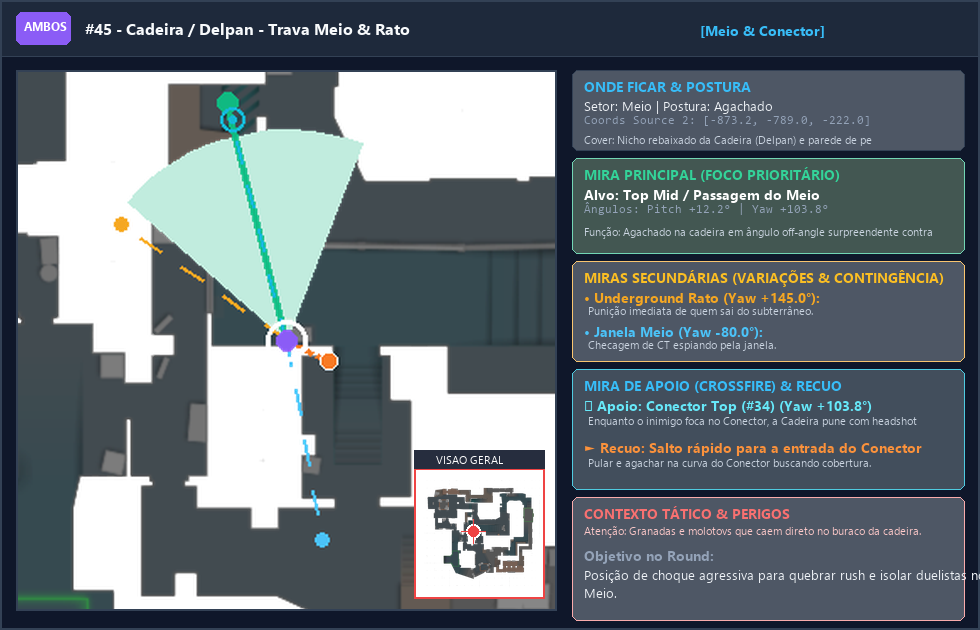 AMBOS
#45 - Cadeira / Delpan - Trava Meio & Rato
[Meio & Conector]
ONDE FICAR & POSTURA
Setor: Meio | Postura: Agachado
Coords Source 2: [-873.2, -789.0, -222.0]
Cover: Nicho rebaixado da Cadeira (Delpan) e parede de pe
MIRA PRINCIPAL (FOCO PRIORITÁRIO)
Alvo: Top Mid / Passagem do Meio
Ângulos: Pitch +12.2° | Yaw +103.8°
Função: Agachado na cadeira em ângulo off-angle surpreendente contra
MIRAS SECUNDÁRIAS (VARIAÇÕES & CONTINGÊNCIA)
• Underground Rato (Yaw +145.0°):
Punição imediata de quem sai do subterrâneo.
• Janela Meio (Yaw -80.0°):
Checagem de CT espiando pela janela.
MIRA DE APOIO (CROSSFIRE) & RECUO
Apoio: Conector Top (#34) (Yaw +103.8°)
Enquanto o inimigo foca no Conector, a Cadeira pune com headshot
► Recuo: Salto rápido para a entrada do Conector
Pular e agachar na curva do Conector buscando cobertura.
VISAO GERAL
CONTEXTO TÁTICO & PERIGOS
Atenção: Granadas e molotovs que caem direto no buraco da cadeira.
Objetivo no Round:
Posição de choque agressiva para quebrar rush e isolar duelistas n
Meio.